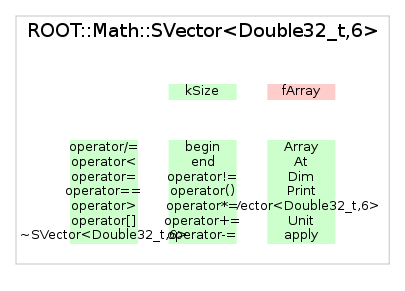 ROOT::Math::SVector<Double32_t,6>
kSize fArray
operator/= begin Array
operator< end At
operator= operator!= Dim
operator== operator() Print
operator> operator*= Vector<Double32_t,6>
operator[] operator+= Unit
~SVector<Double32_t,6> operator-= apply